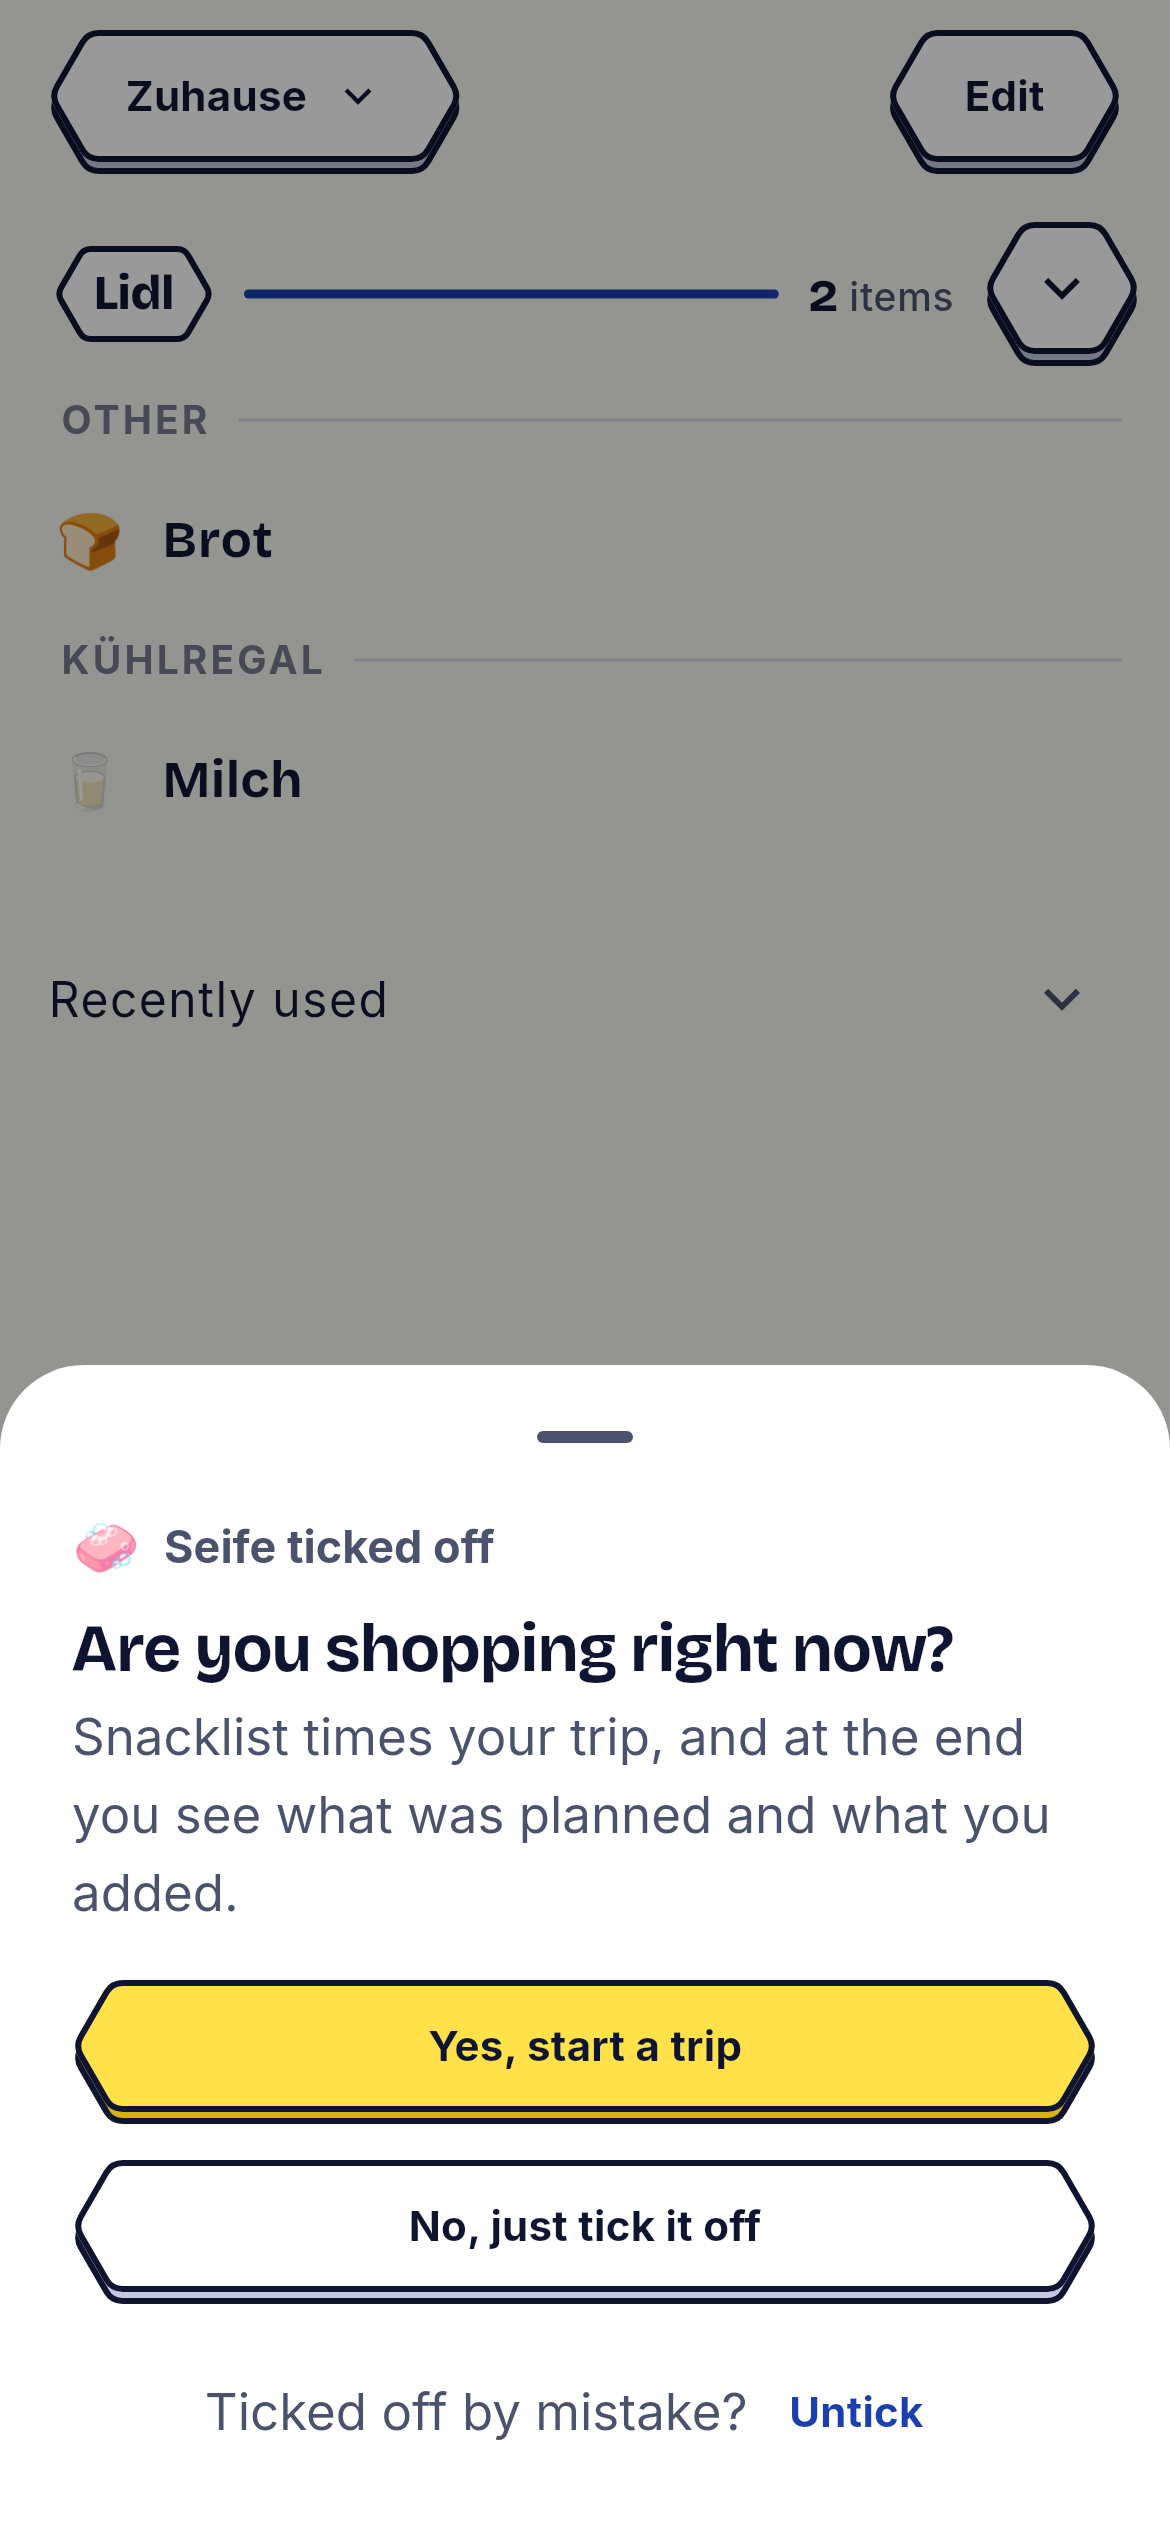 Zuhause
Edit
Lidl
2 items
OTHER
Brot
KÜHLREGAL
Milch
Recently used
Seife ticked off
Are you shopping right now?
Snacklist times your trip, and at the end
you see what was planned and what you
added.
Yes, start a trip
No, just tick it off
Ticked off by mistake? Untick